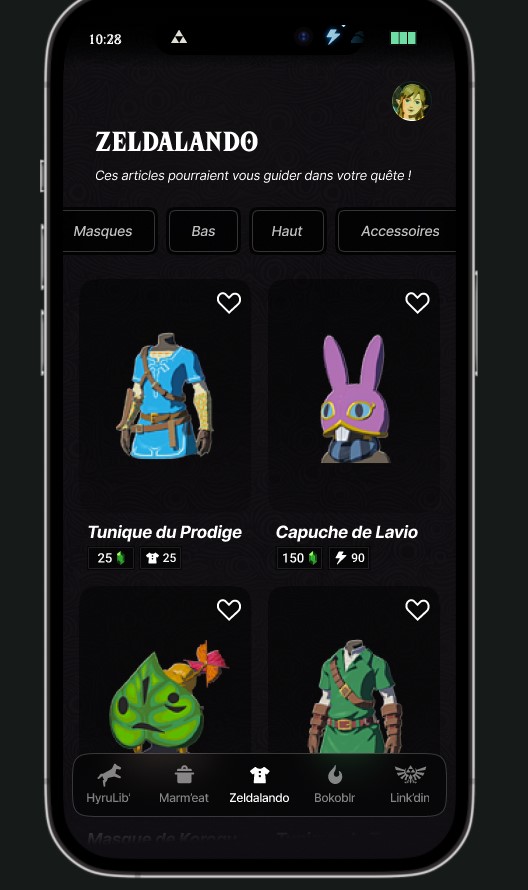 10:28
ZELDALANDO
Ces articles pourraient vous guider dans votre quête !
Masques Bas Haut Accessoires
Tunique du Prodige Capuche de Lavio
25 25 150 90
HyruLib' Marm'eat Zeldalando Bokoblr Link'din
Masque de Korogu